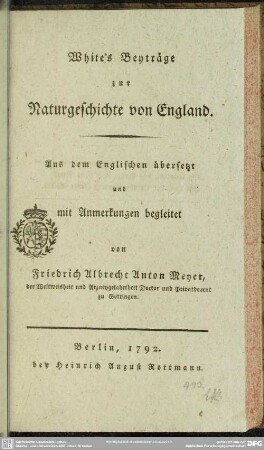 White's Beyträge
zur
Naturgeschichte von England.
Aus dem Englischen übersetzt
und
mit Anmerkungen begleitet
von
Friedrich Albrecht Anton Meyer,
der Weltweisheit und Arzneygelahrtheit Doctor und Privatdocent
zu Göttingen.
Berlin, 1792.
bey Heinrich August Rottmann.